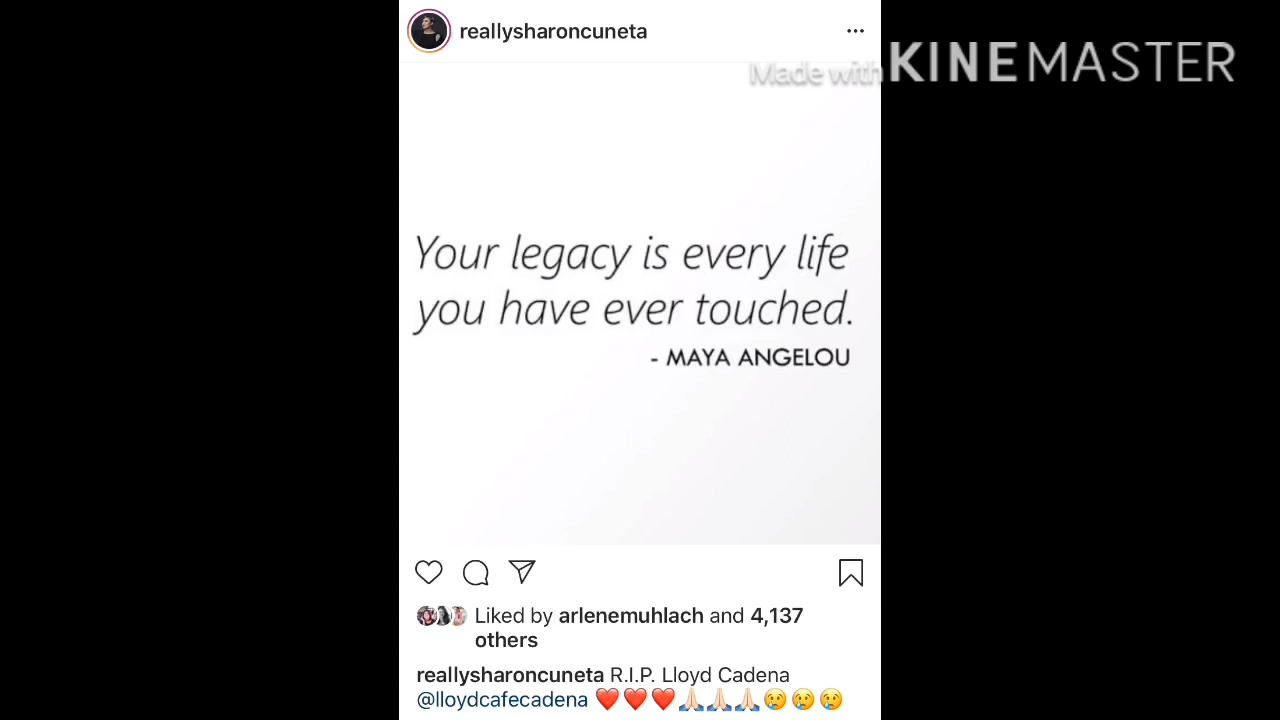 reallysharoncuneta
Made with KINEMASTER
Your legacy is every life
you have ever touched.
- MAYA ANGELOU
Liked by arlenemuhlach and 4,137
others
reallysharoncuneta R.I.P. Lloyd Cadena
@lloydcafecadena ❤️❤️❤️🙏🏻🙏🏻🙏🏻😢😢😢